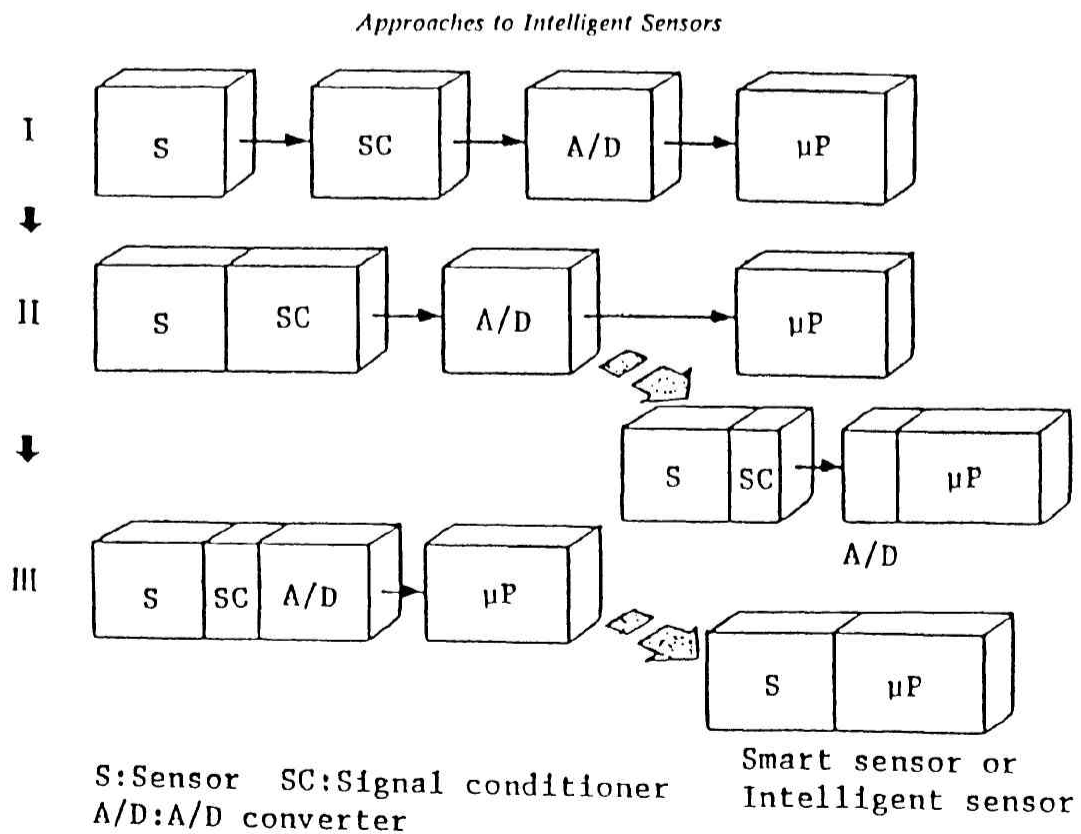 Approaches to Intelligent Sensors
I
S
SC
A/D
µP
II
S
SC
A/D
µP
S
SC
µP
A/D
III
S
SC
A/D
µP
S
µP
S:Sensor SC:Signal conditioner
A/D:A/D converter
Smart sensor or
Intelligent sensor